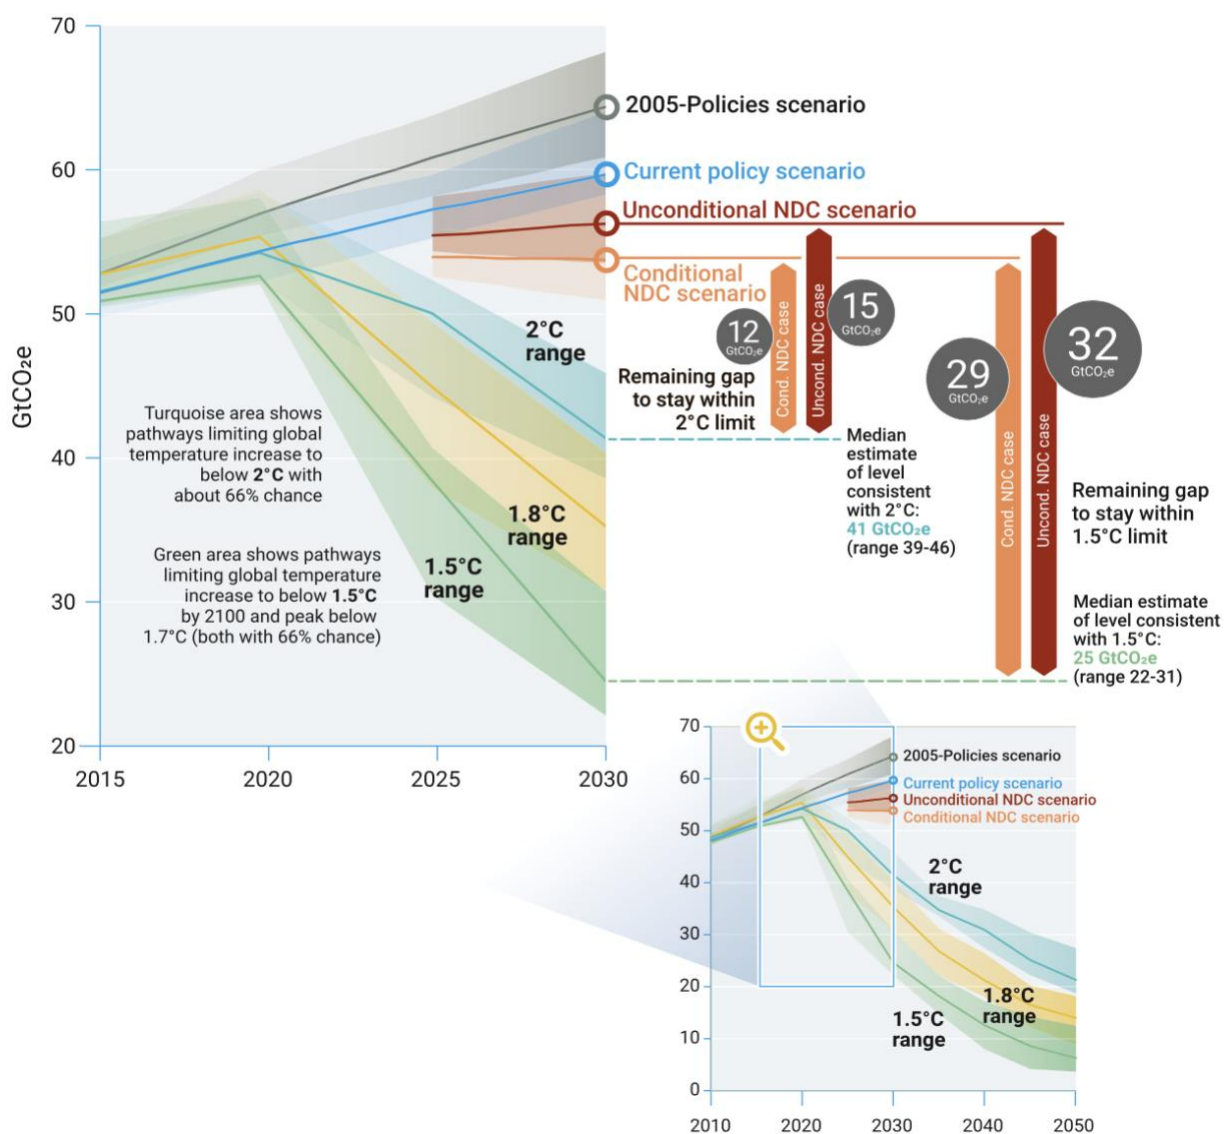 70
60
50
40
30
20
GtCO₂e
2015
2020
2025
2030
2005-Policies scenario
Current policy scenario
Unconditional NDC scenario
Conditional
NDC scenario
2°C
range
1.8°C
range
1.5°C
range
Turquoise area shows
pathways limiting global
temperature increase to
below 2°C with
about 66% chance
Green area shows pathways
limiting global temperature
increase to below 1.5°C
by 2100 and peak below
1.7°C (both with 66% chance)
12
GtCO₂e
Cond. NDC case
Uncond. NDC case
15
GtCO₂e
Remaining gap
to stay within
2°C limit
Median
estimate
of level
consistent
with 2°C:
41 GtCO₂e
(range 39-46)
29
GtCO₂e
Cond. NDC case
Uncond. NDC case
32
GtCO₂e
Remaining gap
to stay within
1.5°C limit
Median estimate
of level consistent
with 1.5°C:
25 GtCO₂e
(range 22-31)
70
60
50
40
30
20
10
0
2010
2020
2030
2040
2050
2005-Policies scenario
Current policy scenario
Unconditional NDC scenario
Conditional NDC scenario
2°C
range
1.8°C
range
1.5°C
range